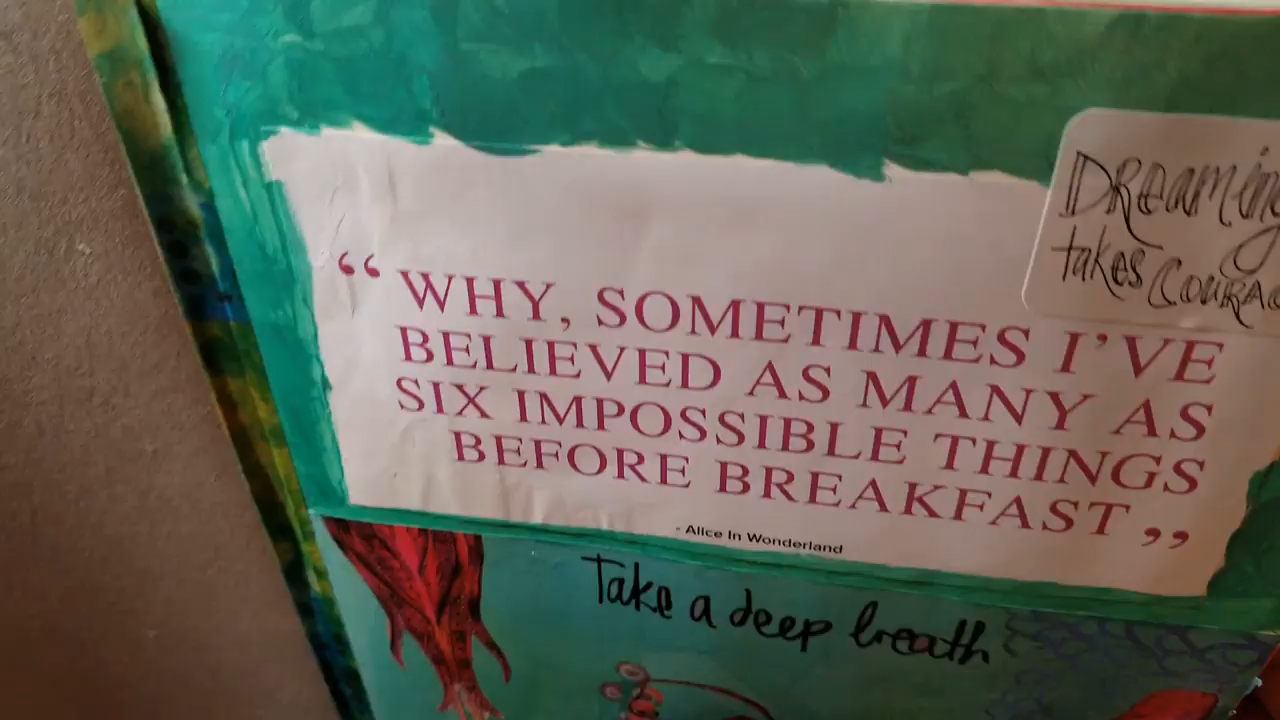 Dreaming
takes
“ WHY, SOMETIMES I’VE
BELIEVED AS MANY AS
SIX IMPOSSIBLE THINGS
BEFORE BREAKFAST ”
- Alice In Wonderland
Take a deep breath